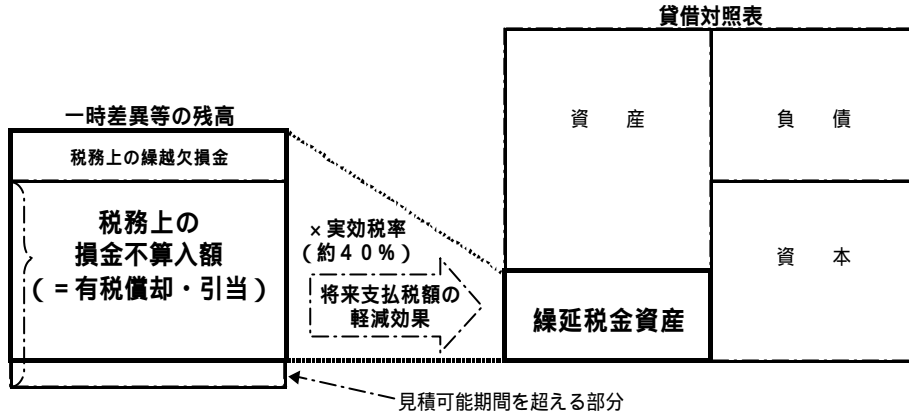 貸借対照表
資　産
負　債
一時差異等の残高
税務上の繰越欠損金
税務上の
損金不算入額
（＝有税償却・引当）
×実効税率
（約４０％）
将来支払税額の
軽減効果
資　本
繰延税金資産
見積可能期間を超える部分